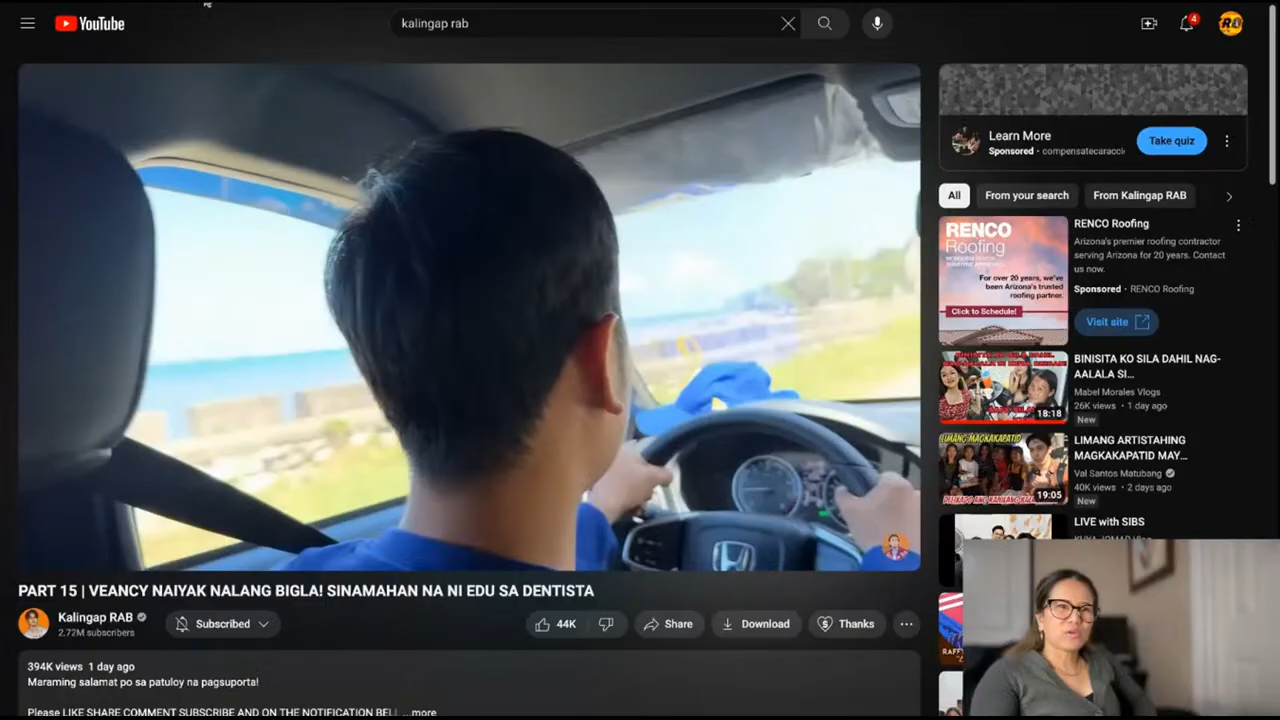 YouTube
kalingap rab
4
Learn More
Sponsored · compensatecaracci
Take quiz
All
From your search
From Kalingap RAB
RENCO
Roofing
For over 20 years, we've
been Arizona's trusted
roofing partner.
Click to Schedule!
RENCO Roofing
Arizona's premier roofing contractor
serving Arizona for 20 years. Contact
us now.
Sponsored · RENCO Roofing
Visit site
18:18
BINISITA KO SILA DAHIL NAG-
AALALA SI...
Mabel Morales Vlogs
26K views · 1 day ago
New
LIMANG MAGKAKAPATID
19:05
LIMANG ARTISTAHING
MAGKAKAPATID MAY...
Val Santos Matubang
40K views · 2 days ago
New
LIVE with SIBS
PART 15 | VEANCY NAIYAK NALANG BIGLA! SINAMAHAN NA NI EDU SA DENTISTA
Kalingap RAB
2.72M subscribers
Subscribed
44K
Share
Download
Thanks
394K views 1 day ago
Maraming salamat po sa patuloy na pagsuporta!
Please LIKE SHARE COMMENT SUBSCRIBE AND ON THE NOTIFICATION BELL ...more